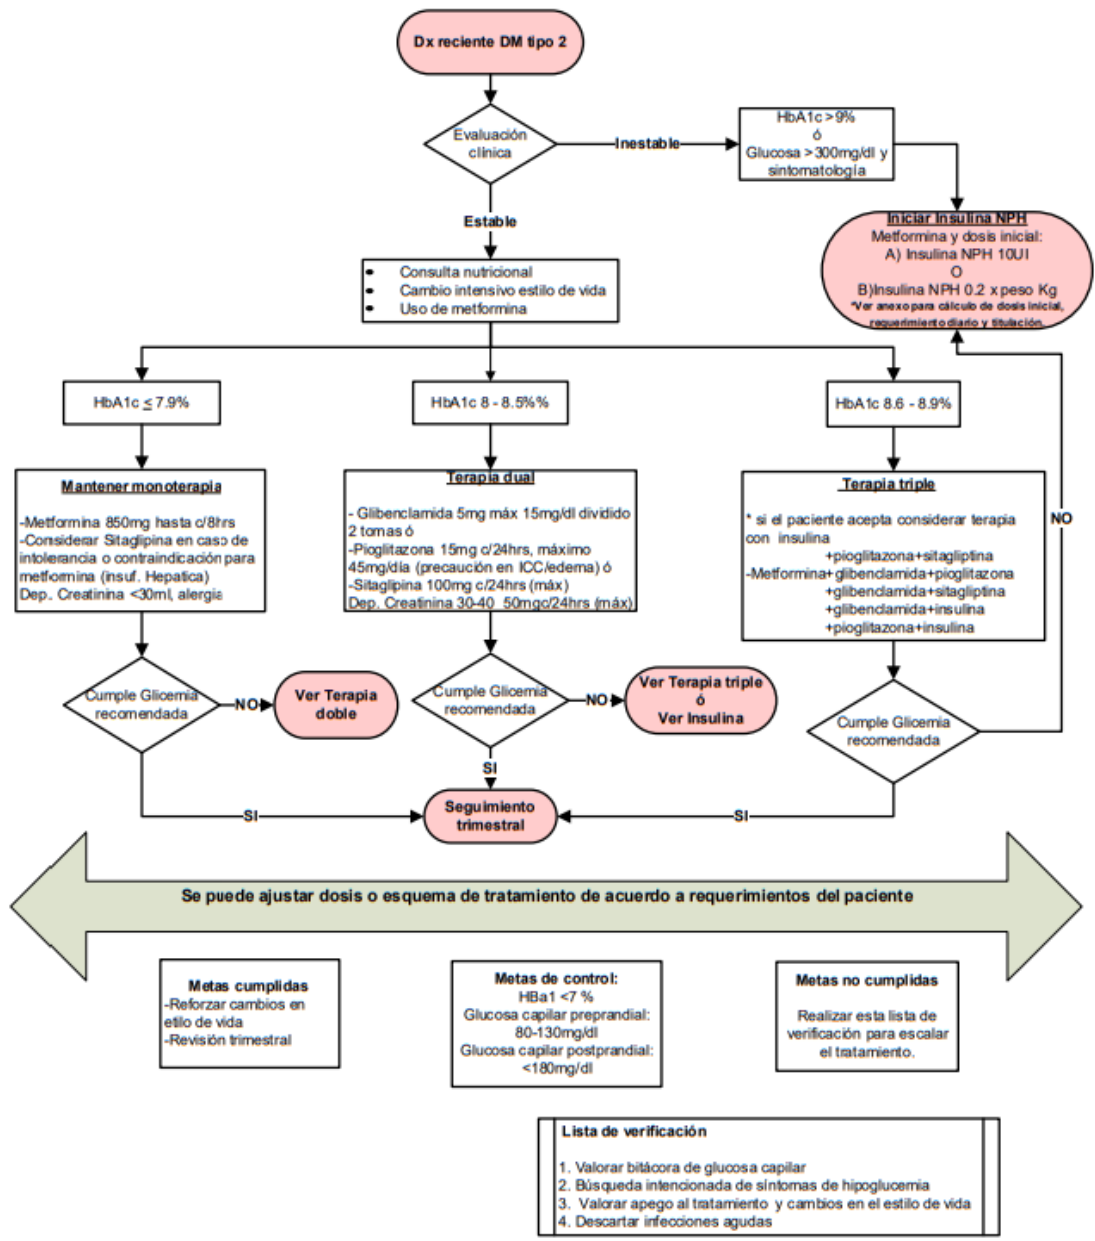 Dx reciente DM tipo 2
Evaluación
clínica
Inestable
HbA1c >9%
ó
Glucosa >300mg/dl y
sintomatología
Iniciar Insulina NPH
Metformina y dosis inicial:
A) Insulina NPH 10UI
O
B)Insulina NPH 0.2 x peso Kg
*Ver anexo para cálculo de dosis inicial,
requerimiento diario y titulación.
Estable
• Consulta nutricional
• Cambio intensivo estilo de vida
• Uso de metformina
HbA1c ≤ 7.9%
HbA1c 8 - 8.5%%
HbA1c 8.6 - 8.9%
Mantener monoterapia
-Metformina 850mg hasta c/8hrs
-Considerar Sitaglipina en caso de
intolerancia o contraindicación para
metformina (insuf. Hepatica)
Dep. Creatinina <30ml, alergia
Terapia dual
- Glibenclamida 5mg máx 15mg/dl dividido
2 tomas ó
-Pioglitazona 15mg c/24hrs, máximo
45mg/día (precaución en ICC/edema) ó
-Sitaglipina 100mg c/24hrs (máx)
Dep. Creatinina 30-40 50mgc/24hrs (máx)
Terapia triple
* si el paciente acepta considerar terapia
con insulina
+pioglitazona+sitagliptina
-Metformina+glibenclamida+pioglitazona
+glibenclamida+sitagliptina
+glibenclamida+insulina
+pioglitazona+insulina
NO
Cumple Glicemia
recomendada
NO
Ver Terapia
doble
Cumple Glicemia
recomendada
NO
Ver Terapia triple
ó
Ver Insulina
Cumple Glicemia
recomendada
SI
SI
SI
Seguimiento
trimestral
Se puede ajustar dosis o esquema de tratamiento de acuerdo a requerimientos del paciente
Metas cumplidas
-Reforzar cambios en
etilo de vida
-Revisión trimestral
Metas de control:
HBa1 <7 %
Glucosa capilar preprandial:
80-130mg/dl
Glucosa capilar postprandial:
<180mg/dl
Metas no cumplidas
Realizar esta lista de
verificación para escalar
el tratamiento.
Lista de verificación
1. Valorar bitácora de glucosa capilar
2. Búsqueda intencionada de síntomas de hipoglucemia
3. Valorar apego al tratamiento y cambios en el estilo de vida
4. Descartar infecciones agudas